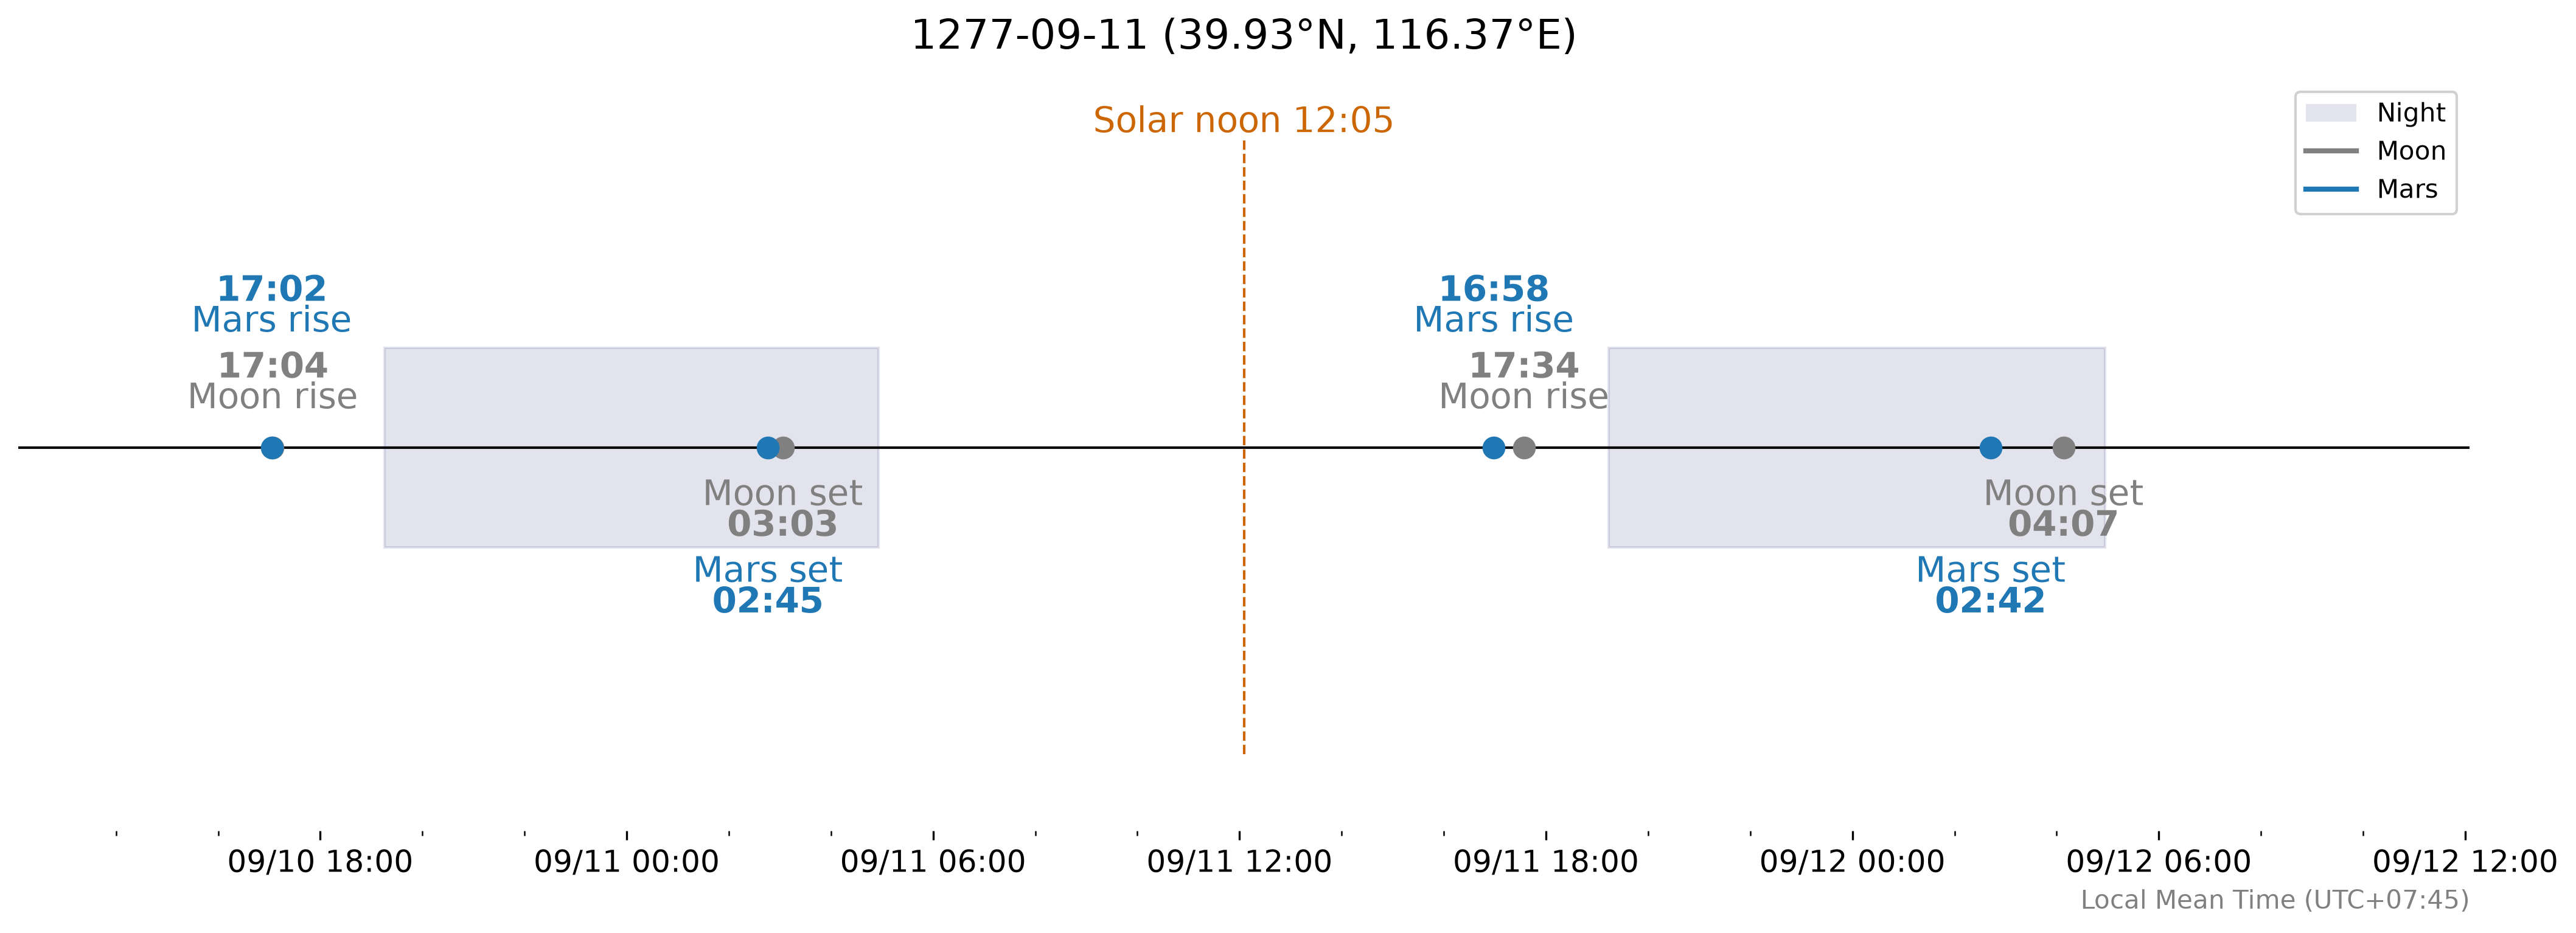 1277-09-11 (39.93°N, 116.37°E)
Solar noon 12:05
Night
Moon
Mars
17:02
Mars rise
17:04
Moon rise
16:58
Mars rise
17:34
Moon rise
Moon set
03:03
Mars set
02:45
Moon set
04:07
Mars set
02:42
09/10 18:00
09/11 00:00
09/11 06:00
09/11 12:00
09/11 18:00
09/12 00:00
09/12 06:00
09/12 12:00
Local Mean Time (UTC+07:45)